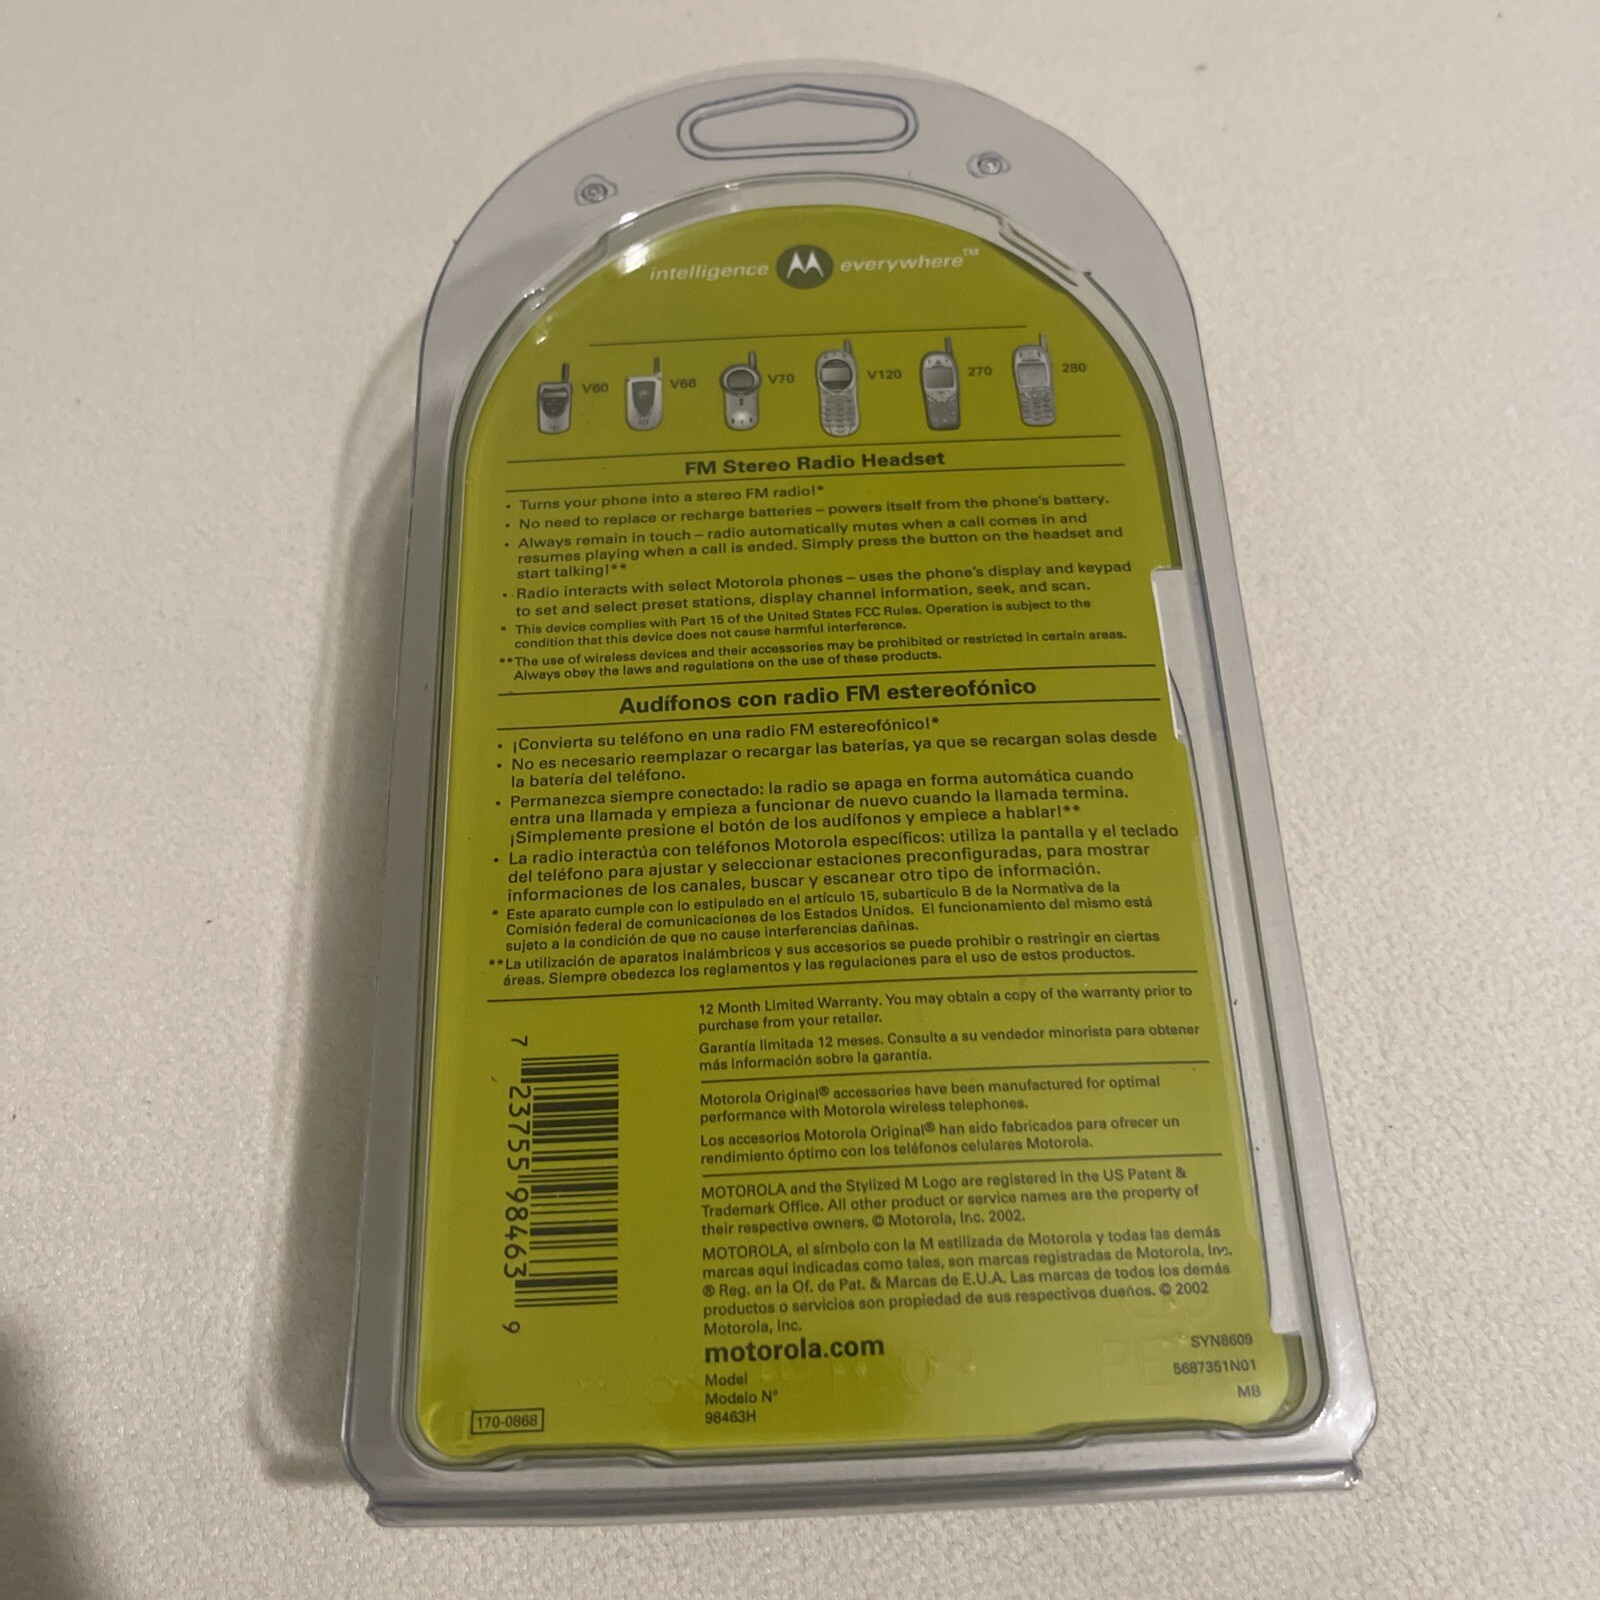 intelligence everywhere™
V60 V66 V70 V120 270 280
FM Stereo Radio Headset
• Turns your phone into a stereo FM radio!*
• No need to replace or recharge batteries – powers itself from the phone's battery.
• Always remain in touch – radio automatically mutes when a call comes in and
resumes playing when a call is ended. Simply press the button on the headset and
start talking!**
• Radio interacts with select Motorola phones – uses the phone's display and keypad
to set and select preset stations, display channel information, seek, and scan.
* This device complies with Part 15 of the United States FCC Rules. Operation is subject to the
condition that this device does not cause harmful interference.
**The use of wireless devices and their accessories may be prohibited or restricted in certain areas.
Always obey the laws and regulations on the use of these products.
Audífonos con radio FM estereofónico
• ¡Convierta su teléfono en una radio FM estereofónico!*
• No es necesario reemplazar o recargar las baterías, ya que se recargan solas desde
la batería del teléfono.
• Permanezca siempre conectado: la radio se apaga en forma automática cuando
entra una llamada y empieza a funcionar de nuevo cuando la llamada termina.
¡Simplemente presione el botón de los audífonos y empiece a hablar!**
• La radio interactúa con teléfonos Motorola específicos: utiliza la pantalla y el teclado
del teléfono para ajustar y seleccionar estaciones preconfiguradas, para mostrar
informaciones de los canales, buscar y escanear otro tipo de información.
* Este aparato cumple con lo estipulado en el artículo 15, subartículo B de la Normativa de la
Comisión federal de comunicaciones de los Estados Unidos. El funcionamiento del mismo está
sujeto a la condición de que no cause interferencias dañinas.
**La utilización de aparatos inalámbricos y sus accesorios se puede prohibir o restringir en ciertas
áreas. Siempre obedezca los reglamentos y las regulaciones para el uso de estos productos.
12 Month Limited Warranty. You may obtain a copy of the warranty prior to
purchase from your retailer.
Garantía limitada 12 meses. Consulte a su vendedor minorista para obtener
más información sobre la garantía.
Motorola Original® accessories have been manufactured for optimal
performance with Motorola wireless telephones.
Los accesorios Motorola Original® han sido fabricados para ofrecer un
rendimiento óptimo con los teléfonos celulares Motorola.
MOTOROLA and the Stylized M Logo are registered in the US Patent &
Trademark Office. All other product or service names are the property of
their respective owners. © Motorola, Inc. 2002.
MOTOROLA, el símbolo con la M estilizada de Motorola y todas las demás
marcas aquí indicadas como tales, son marcas registradas de Motorola, Inc.
® Reg. en la Of. de Pat. & Marcas de E.U.A. Las marcas de todos los demás
productos o servicios son propiedad de sus respectivos dueños. © 2002
Motorola, Inc.
motorola.com
Model
Modelo N°
98463H
SYN8609
5687351N01
MB
7 23755 98463 9
170-0868